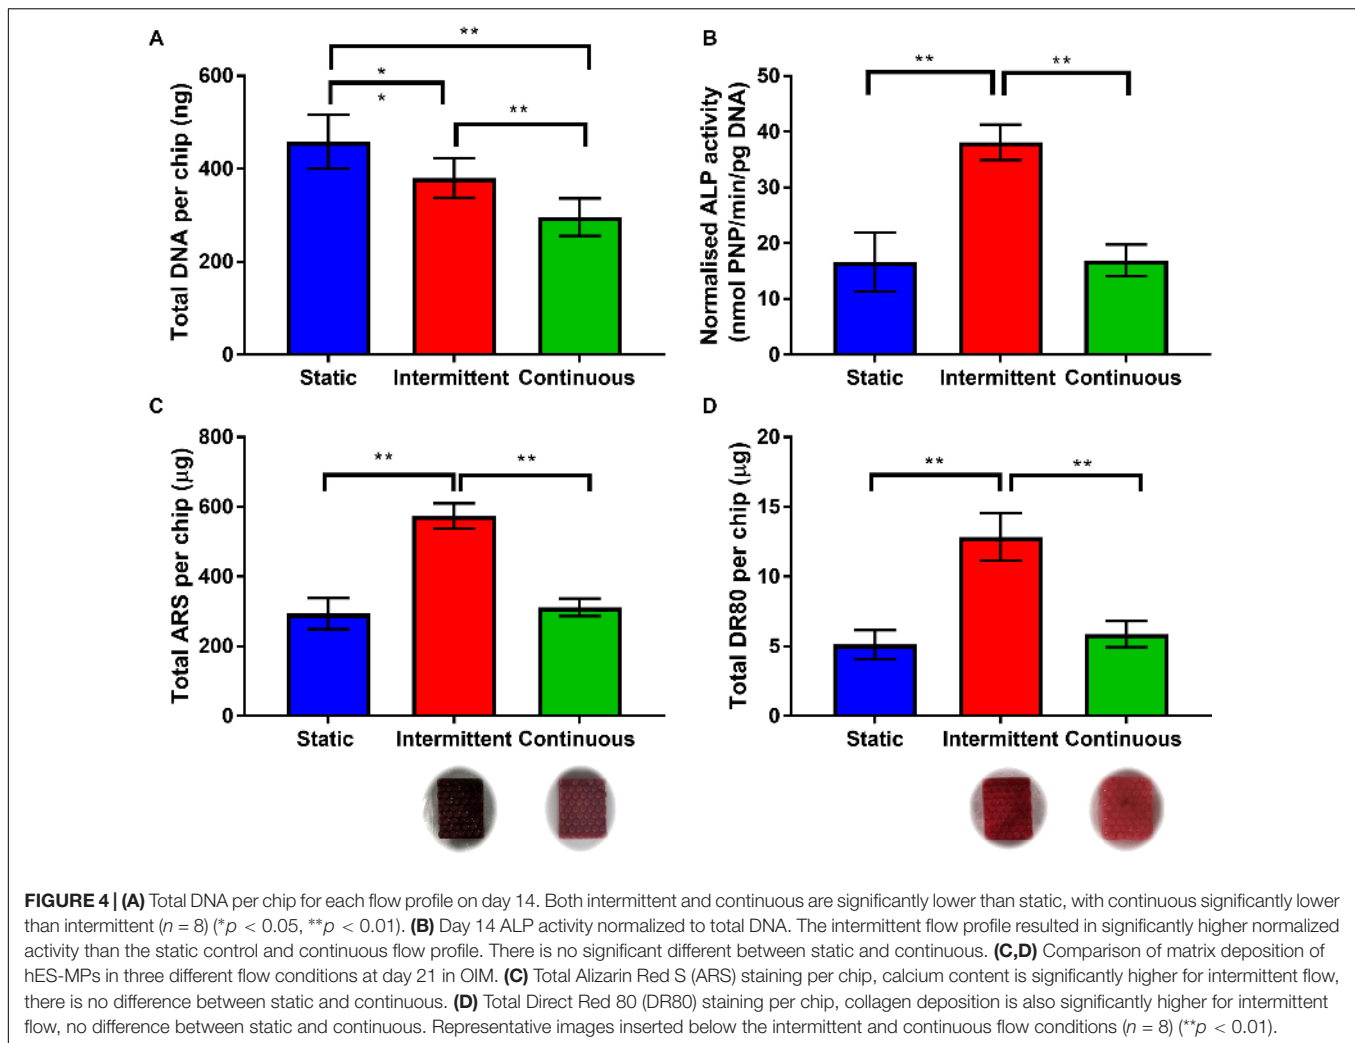 A
**
*
*
**
Total DNA per chip (ng)
600
400
200
0
Static Intermittent Continuous
B
** **
Normalised ALP activity
(nmol PNP/min/pg DNA)
50
40
30
20
10
0
Static Intermittent Continuous
C
** **
Total ARS per chip (μg)
800
600
400
200
0
Static Intermittent Continuous
D
** **
Total DR80 per chip (μg)
20
15
10
5
0
Static Intermittent Continuous
FIGURE 4 | (A) Total DNA per chip for each flow profile on day 14. Both intermittent and continuous are significantly lower than static, with continuous significantly lower
than intermittent (n = 8) (*p < 0.05, **p < 0.01). (B) Day 14 ALP activity normalized to total DNA. The intermittent flow profile resulted in significantly higher normalized
activity than the static control and continuous flow profile. There is no significant different between static and continuous. (C,D) Comparison of matrix deposition of
hES-MPs in three different flow conditions at day 21 in OIM. (C) Total Alizarin Red S (ARS) staining per chip, calcium content is significantly higher for intermittent flow,
there is no difference between static and continuous. (D) Total Direct Red 80 (DR80) staining per chip, collagen deposition is also significantly higher for intermittent
flow, no difference between static and continuous. Representative images inserted below the intermittent and continuous flow conditions (n = 8) (**p < 0.01).